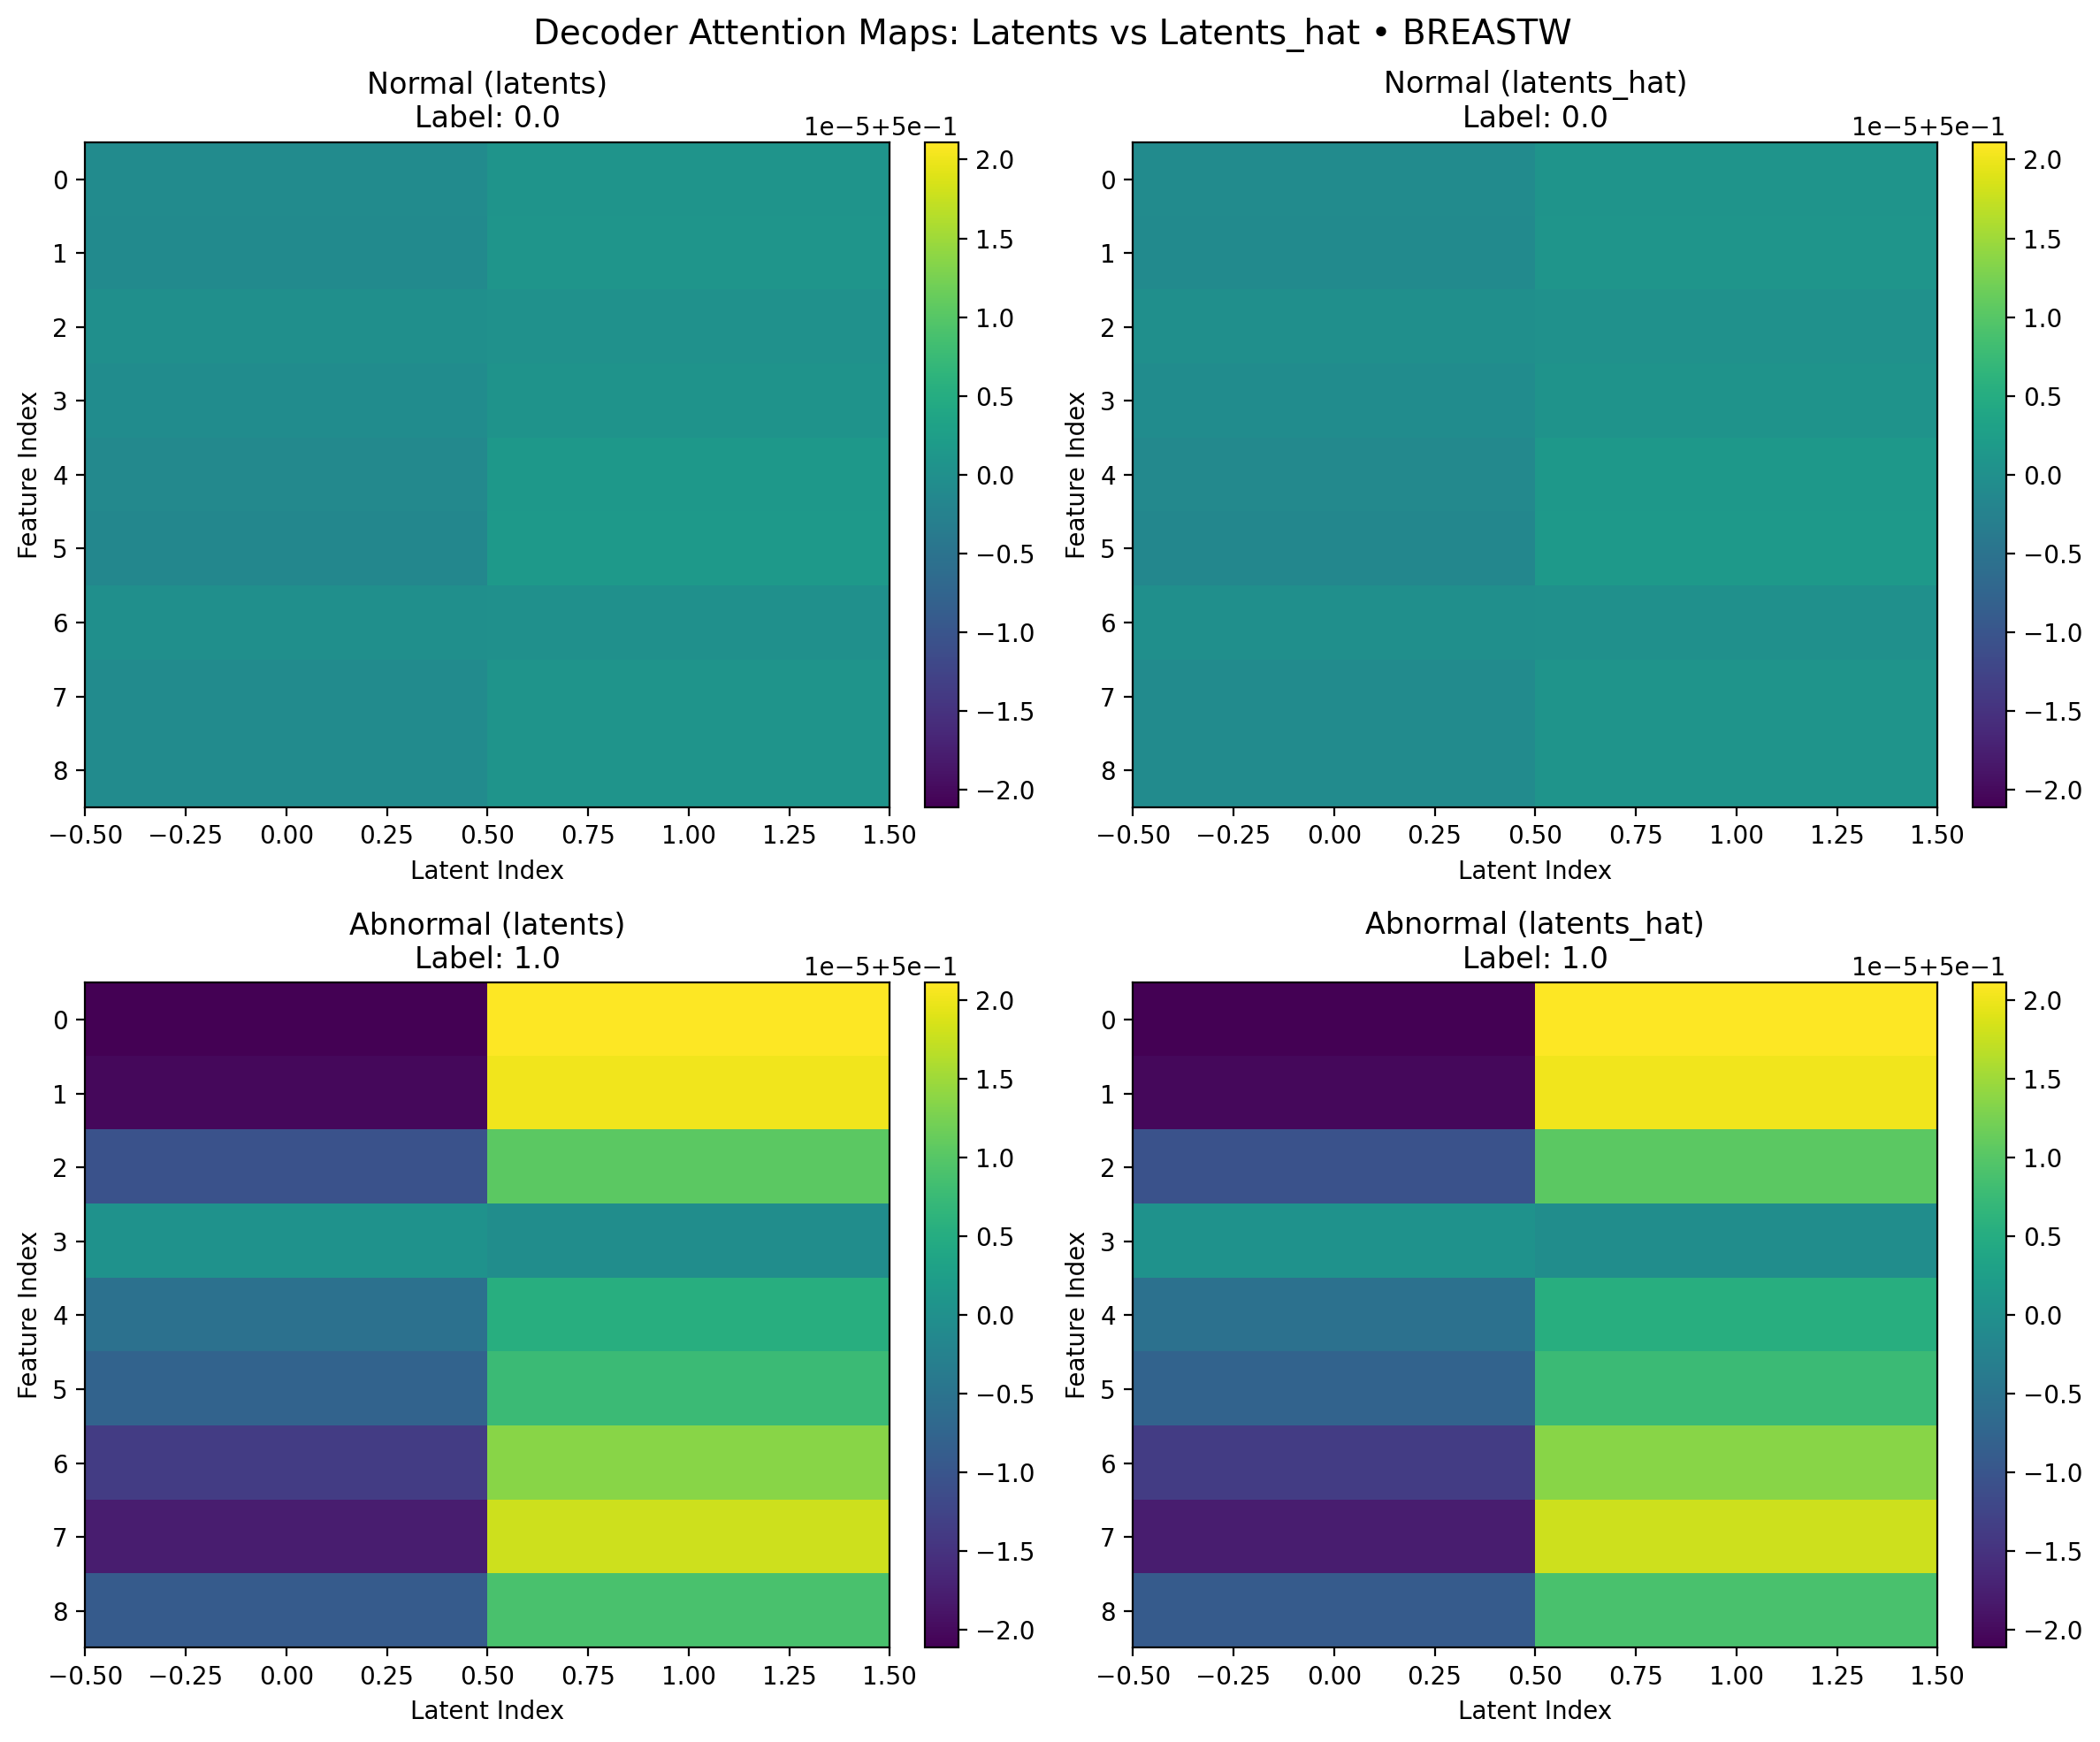 Decoder Attention Maps: Latents vs Latents_hat • BREASTW
Normal (latents)
Label: 0.0
1e−5+5e−1
0
1
2
3
4
5
6
7
8
Feature Index
−0.50 −0.25 0.00 0.25 0.50 0.75 1.00 1.25 1.50
Latent Index
2.0
1.5
1.0
0.5
0.0
−0.5
−1.0
−1.5
−2.0
Normal (latents_hat)
Label: 0.0
1e−5+5e−1
0
1
2
3
4
5
6
7
8
Feature Index
−0.50 −0.25 0.00 0.25 0.50 0.75 1.00 1.25 1.50
Latent Index
2.0
1.5
1.0
0.5
0.0
−0.5
−1.0
−1.5
−2.0
Abnormal (latents)
Label: 1.0
1e−5+5e−1
0
1
2
3
4
5
6
7
8
Feature Index
−0.50 −0.25 0.00 0.25 0.50 0.75 1.00 1.25 1.50
Latent Index
2.0
1.5
1.0
0.5
0.0
−0.5
−1.0
−1.5
−2.0
Abnormal (latents_hat)
Label: 1.0
1e−5+5e−1
0
1
2
3
4
5
6
7
8
Feature Index
−0.50 −0.25 0.00 0.25 0.50 0.75 1.00 1.25 1.50
Latent Index
2.0
1.5
1.0
0.5
0.0
−0.5
−1.0
−1.5
−2.0